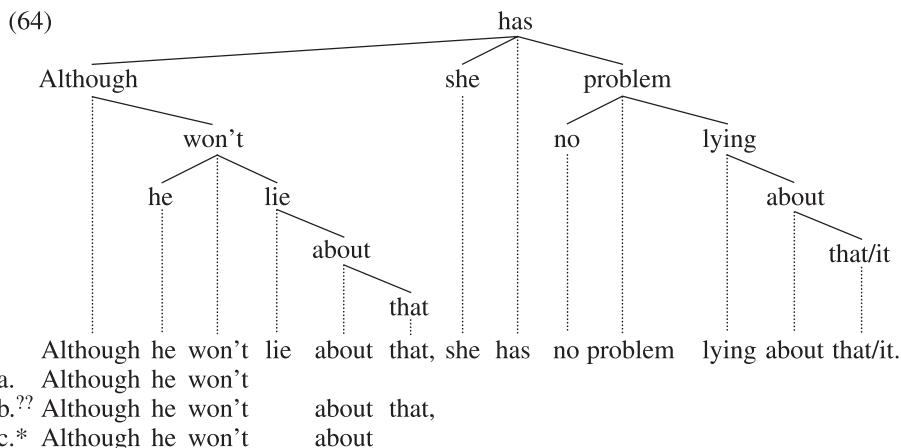 (64) has
Although she problem
won't no lying
he lie about
about that/it
that
Although he won't lie about that, she has no problem lying about that/it.
a. Although he won't
b.?? Although he won't about that,
c.* Although he won't about